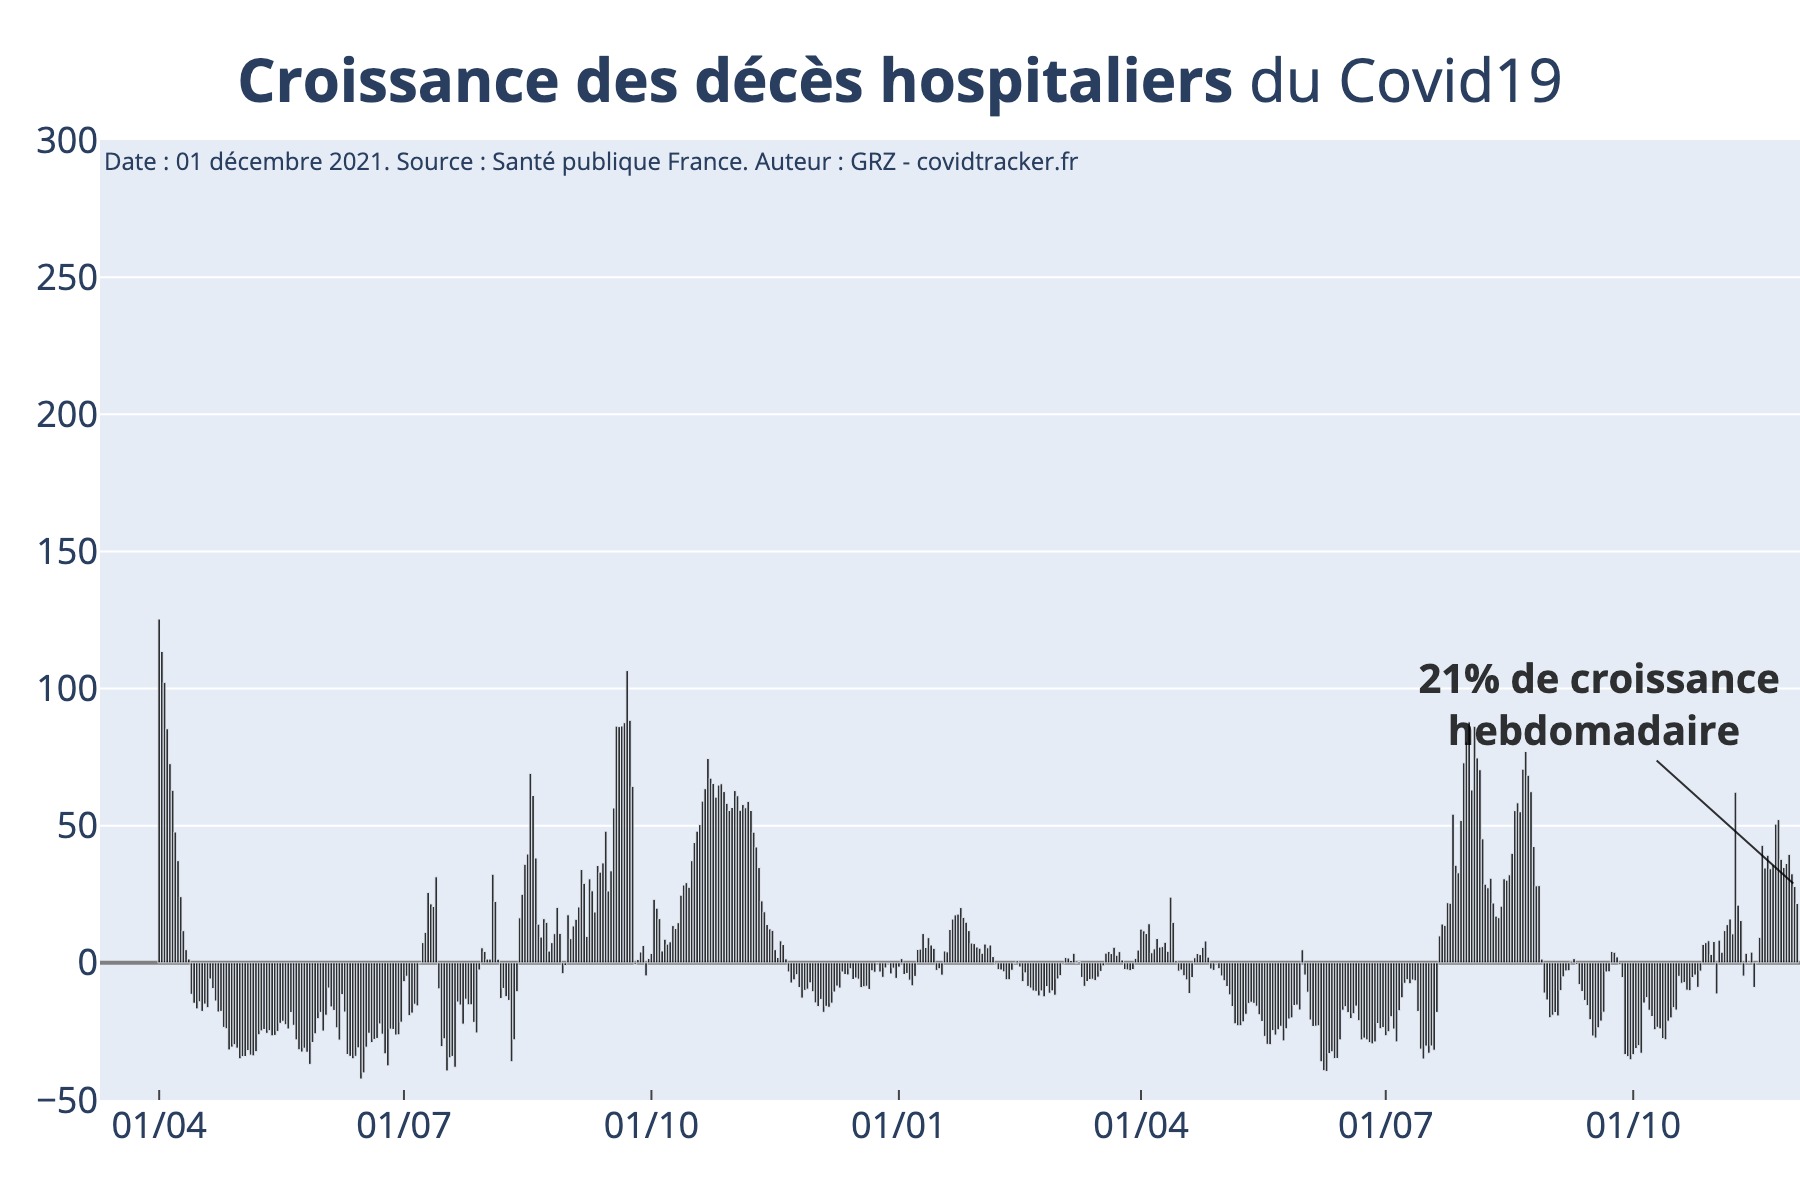 Croissance des décès hospitaliers du Covid19
300
Date : 01 décembre 2021. Source : Santé publique France. Auteur : GRZ - covidtracker.fr
250
200
150
100
21% de croissance
hebdomadaire
50
0
−50
01/04 01/07 01/10 01/01 01/04 01/07 01/10